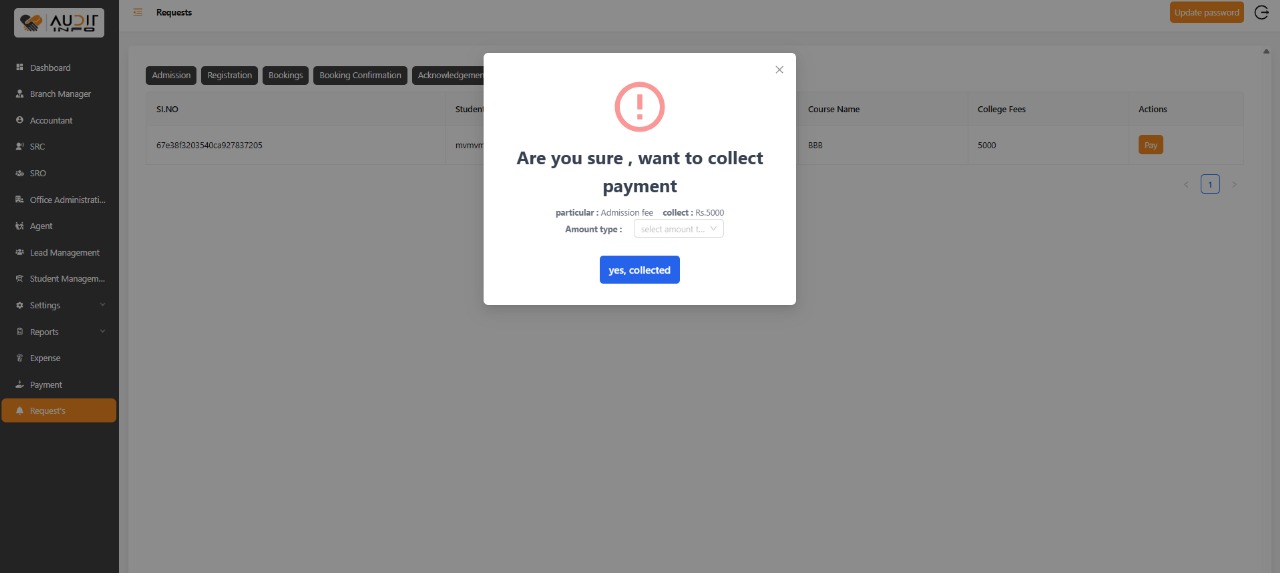 AUDIT
INFO
Requests
Update password
Dashboard
Branch Manager
Accountant
SRC
SRO
Office Administrati...
Agent
Lead Management
Student Managem...
Settings
Reports
Expense
Payment
Request's
Admission Registration Bookings Booking Confirmation Acknowledgemen
SI.NO Student Course Name College Fees Actions
67e38f3203540ca927837205 mvmvm BBB 5000 Pay
1
Are you sure , want to collect
payment
particular : Admission fee collect : Rs.5000
Amount type : select amount t...
yes, collected